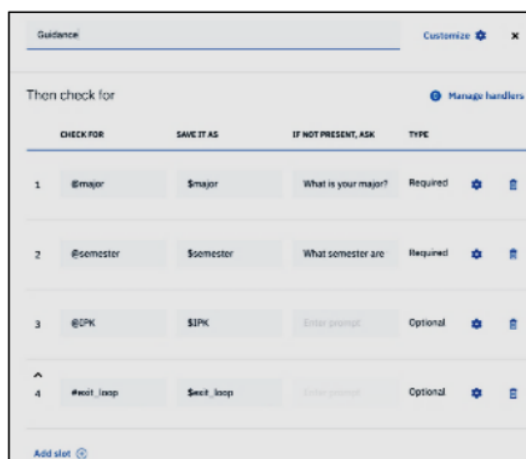 Guidance
Customize
Then check for
Manage handlers
CHECK FOR SAVE IT AS IF NOT PRESENT, ASK TYPE
1 @major $major What is your major? Required
2 @semester $semester What semester are Required
3 @IPK $IPK Enter prompt Optional
4 #exit_loop $exit_loop Enter prompt Optional
Add slot